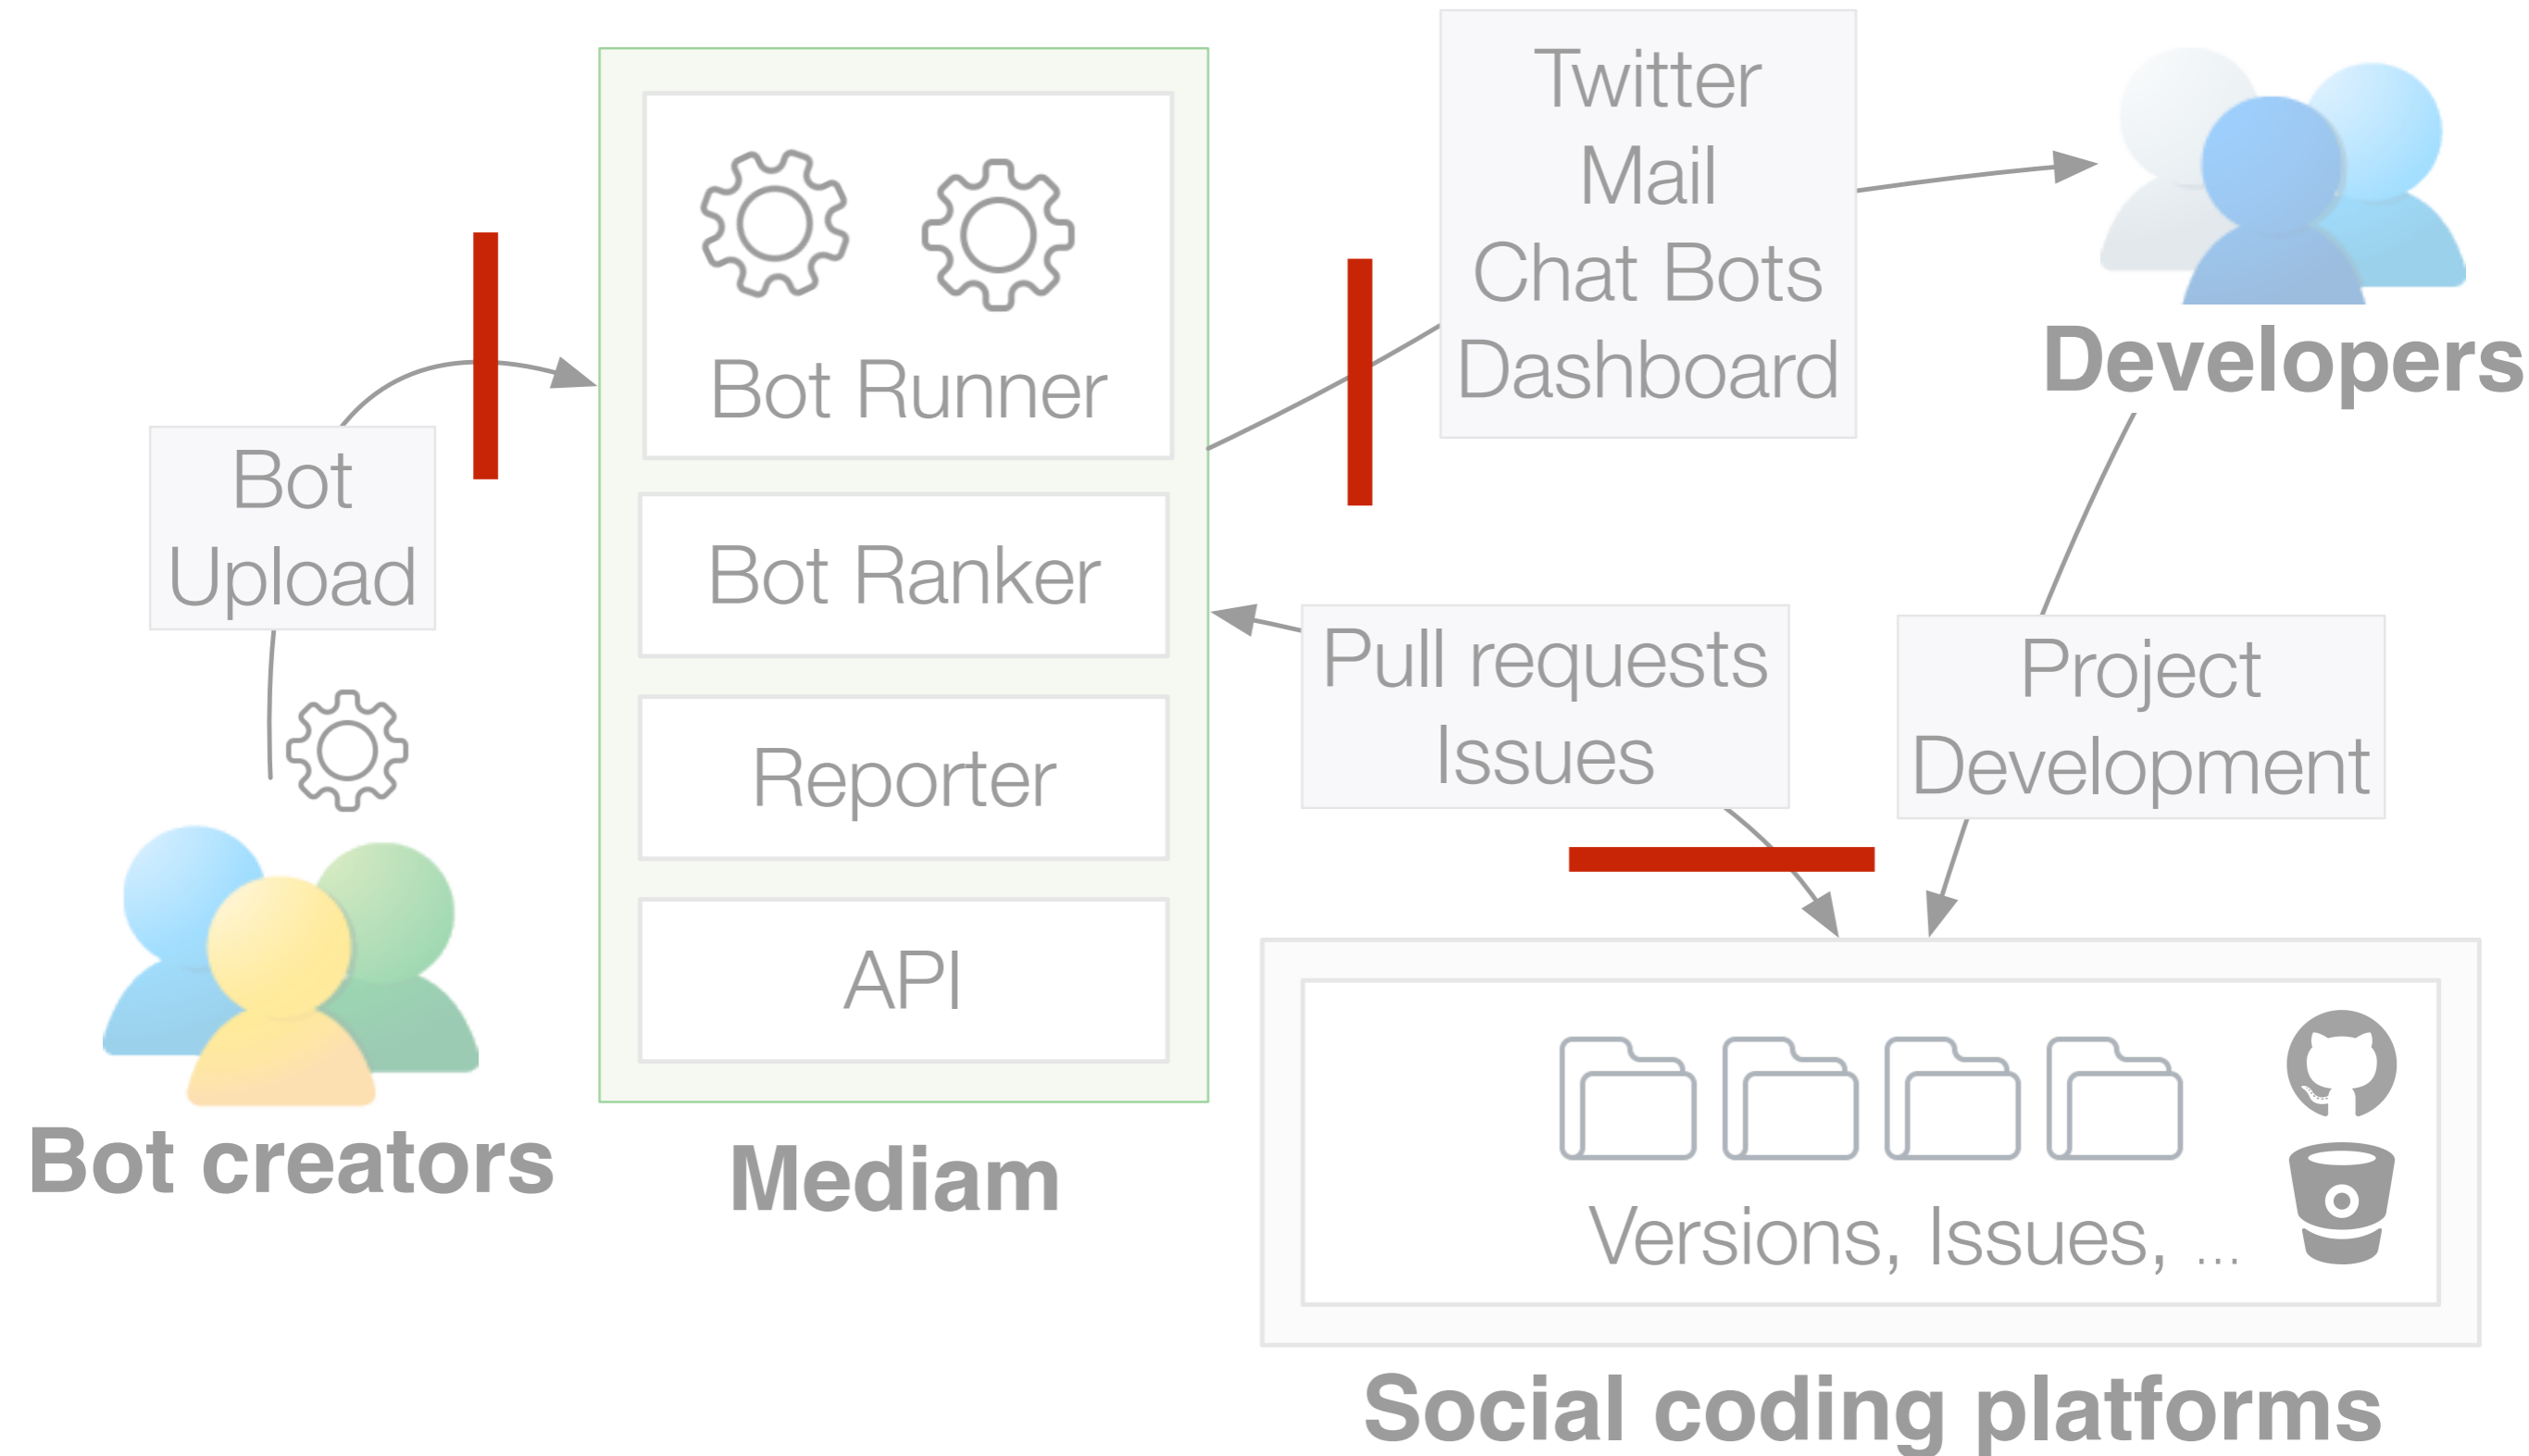 Twitter
Mail
Chat Bots
Dashboard
Developers
Bot Runner
Bot
Upload
Bot Ranker
Pull requests
Issues
Project
Development
Reporter
API
Bot creators
Mediam
Versions, Issues, ...
Social coding platforms